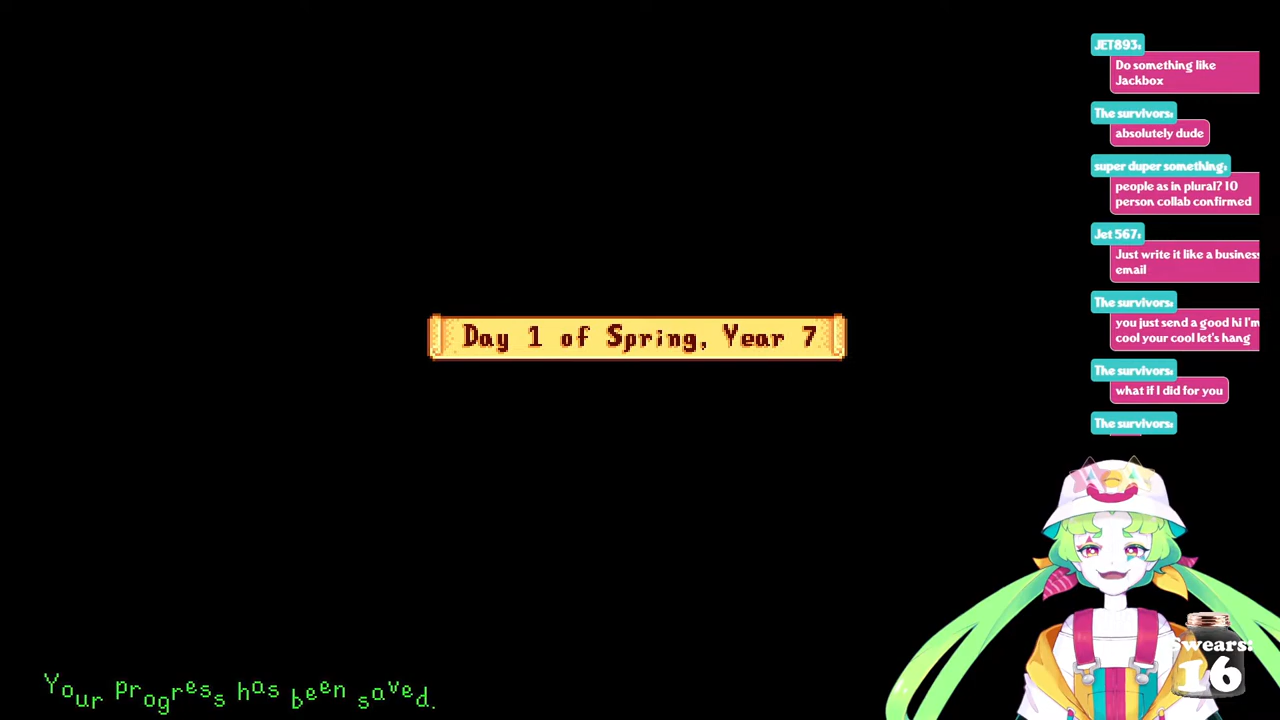 JET893:
Do something like
Jackbox
The survivors:
absolutely dude
super duper something:
people as in plural? 10
person collab confirmed
Jet 567:
Just write it like a business
email
The survivors:
you just send a good hi I'm
cool your cool let's hang
The survivors:
what if I did for you
The survivors:
Day 1 of Spring, Year 7
Swears:
16
Your progress has been saved.